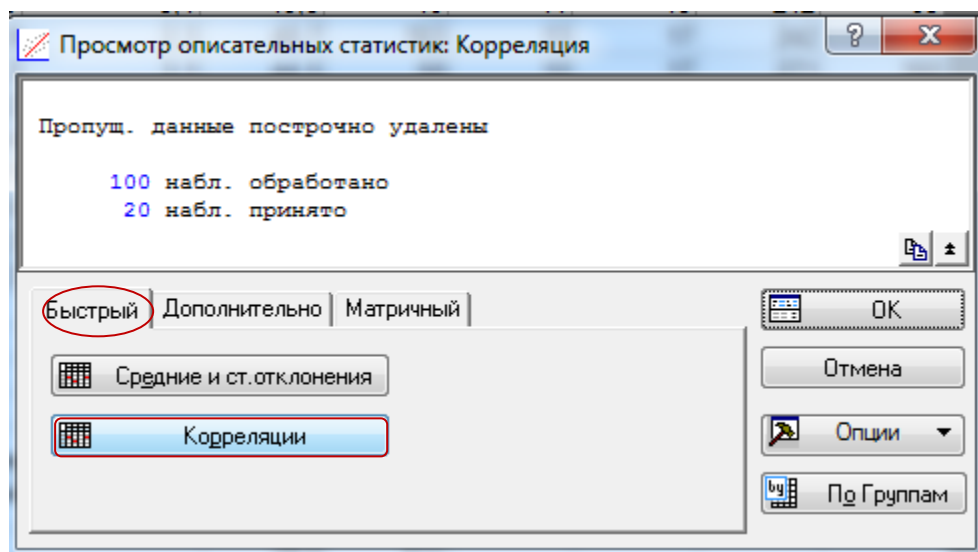 Просмотр описательных статистик: Корреляция
?
Пропущ. данные построчно удалены
100 набл. обработано
20 набл. принято
Быстрый Дополнительно Матричный
Средние и ст.отклонения
Корреляции
OK
Отмена
Опции
by По Группам